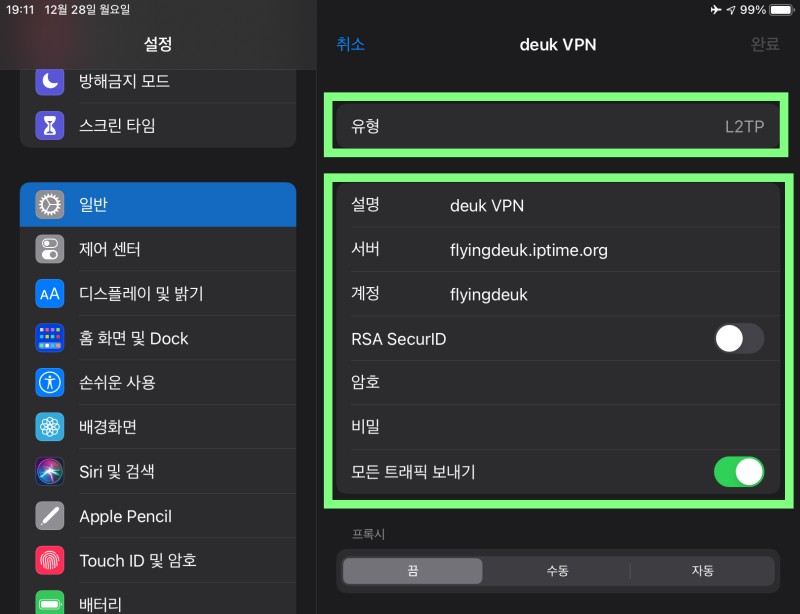 19:11 12월 28일 월요일
99%
설정
방해금지 모드
스크린 타임
일반
제어 센터
AA 디스플레이 및 밝기
홈 화면 및 Dock
손쉬운 사용
배경화면
Siri 및 검색
Apple Pencil
Touch ID 및 암호
배터리
취소 deuk VPN 완료
유형 L2TP
설명 deuk VPN
서버 flyingdeuk.iptime.org
계정 flyingdeuk
RSA SecurID
암호
비밀
모든 트래픽 보내기
프록시
끔 수동 자동